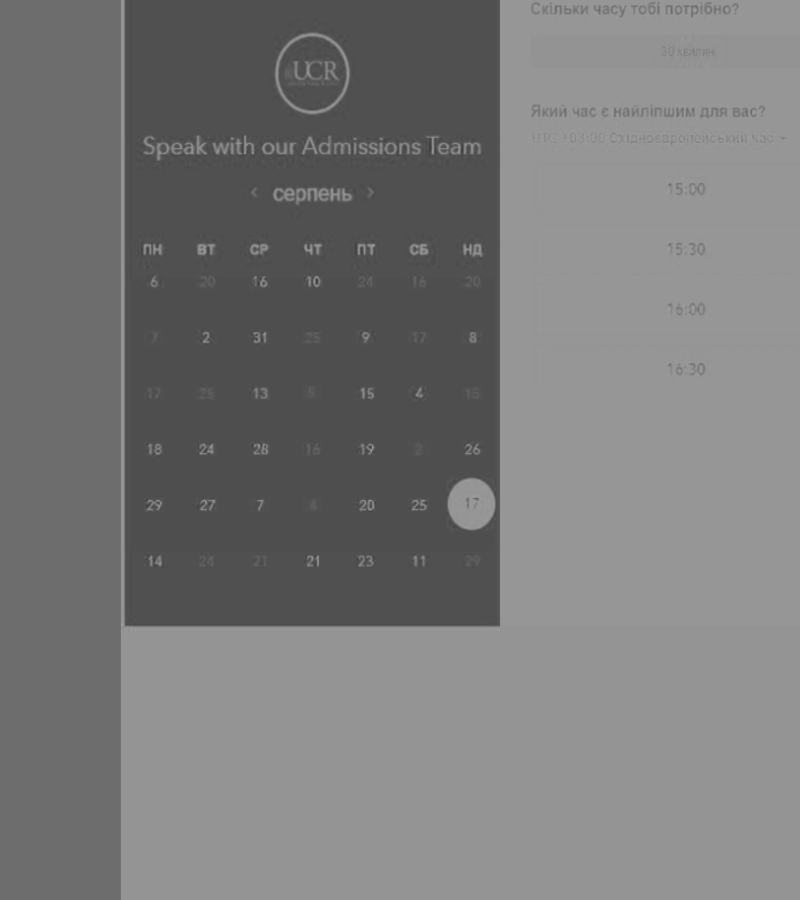 UCR
Speak with our Admissions Team
< серпень >
ПН ВТ СР ЧТ ПТ СБ НД
6 20 16 10 24 16 20
7 2 31 25 9 17 8
17 25 13 5 15 4 15
18 24 28 16 19 2 26
29 27 7 4 20 25 17
14 24 21 21 23 11 29
Скільки часу тобі потрібно?
30 хвилин
Який час є найліпшим для вас?
UTC +03:00 Східноєвропейський час
15:00
15:30
16:00
16:30